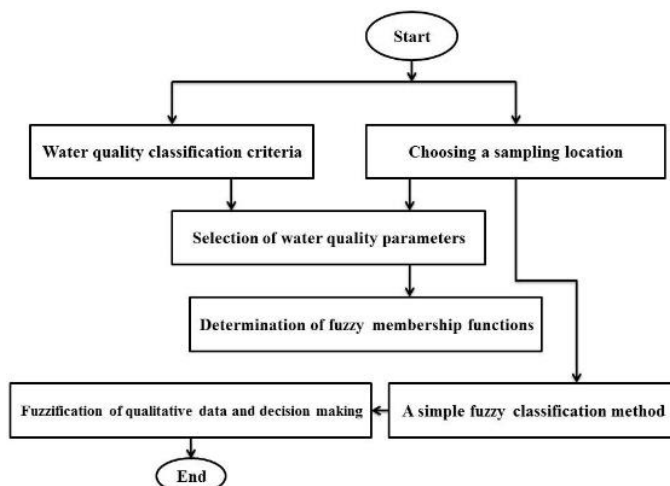 Start
Water quality classification criteria
Choosing a sampling location
Selection of water quality parameters
Determination of fuzzy membership functions
Fuzzification of qualitative data and decision making
A simple fuzzy classification method
End